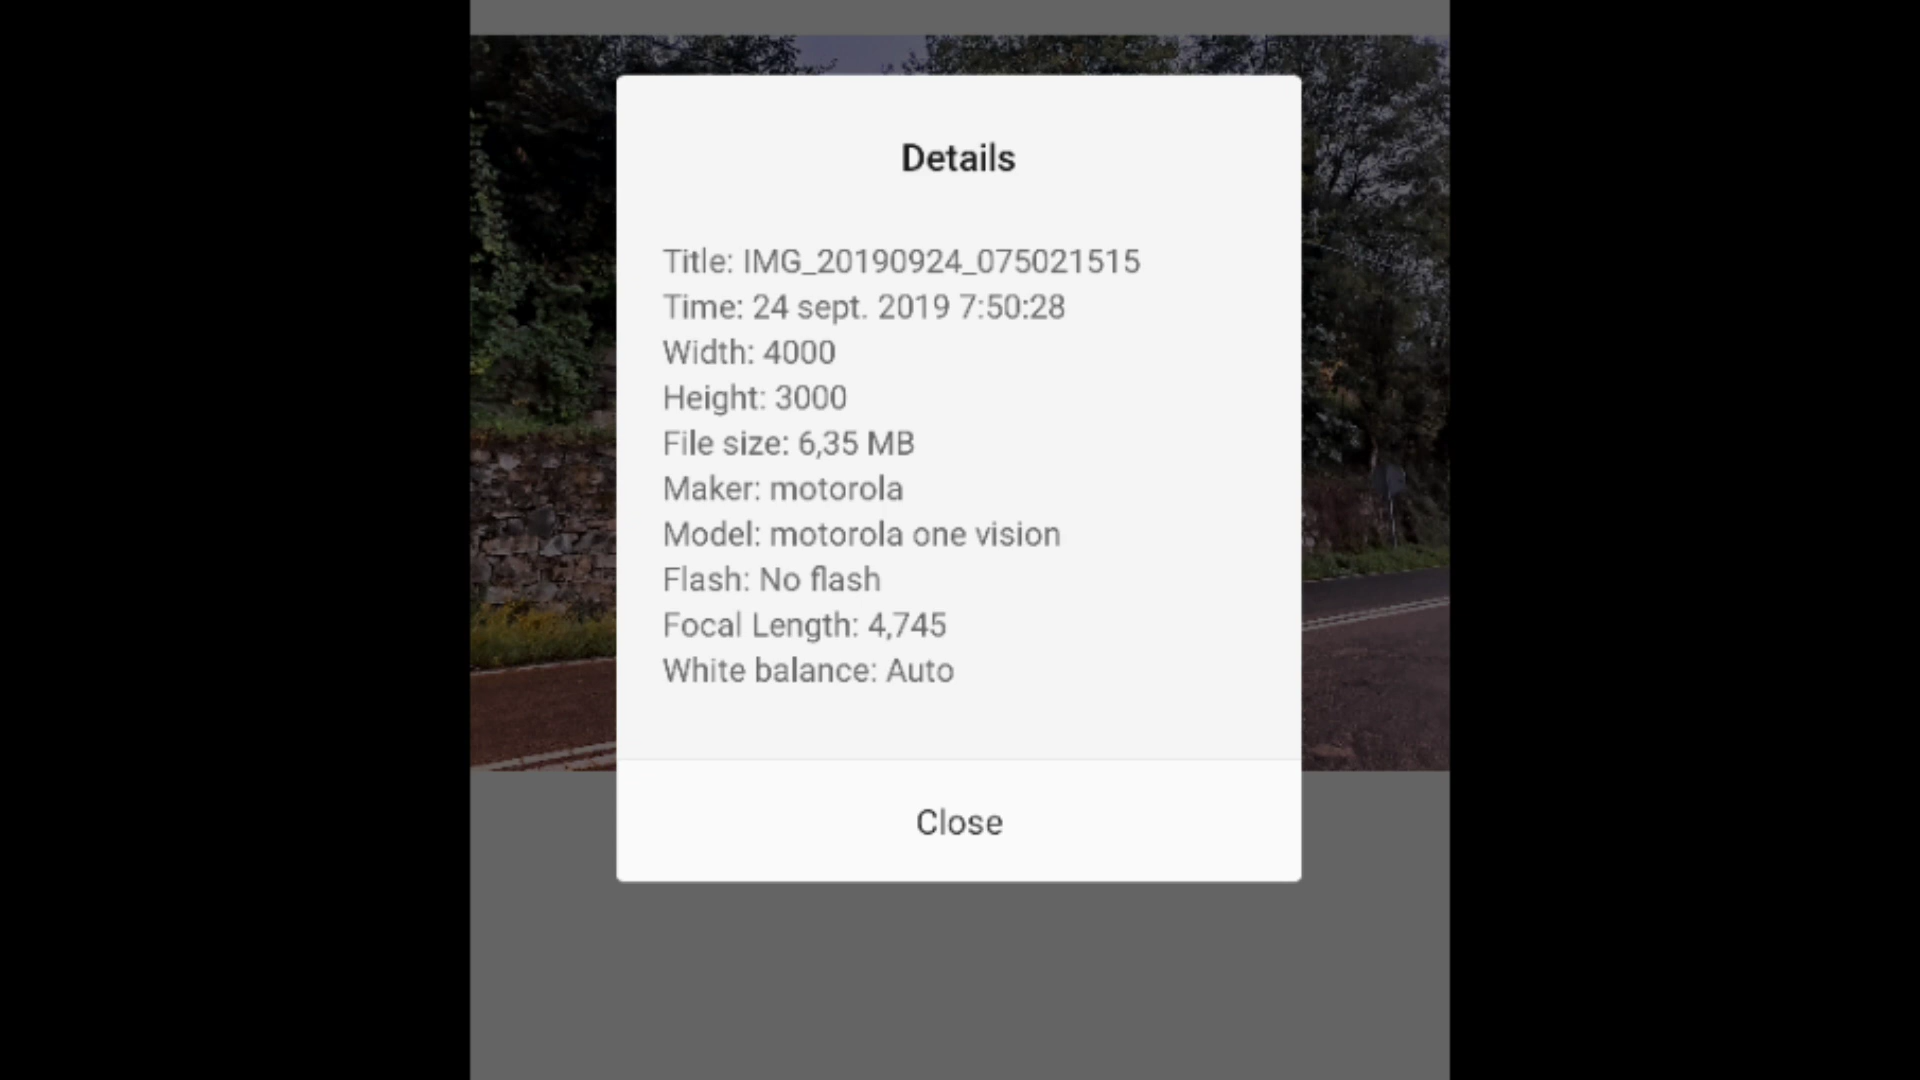 Details
Title: IMG_20190924_075021515
Time: 24 sept. 2019 7:50:28
Width: 4000
Height: 3000
File size: 6,35 MB
Maker: motorola
Model: motorola one vision
Flash: No flash
Focal Length: 4,745
White balance: Auto
Close